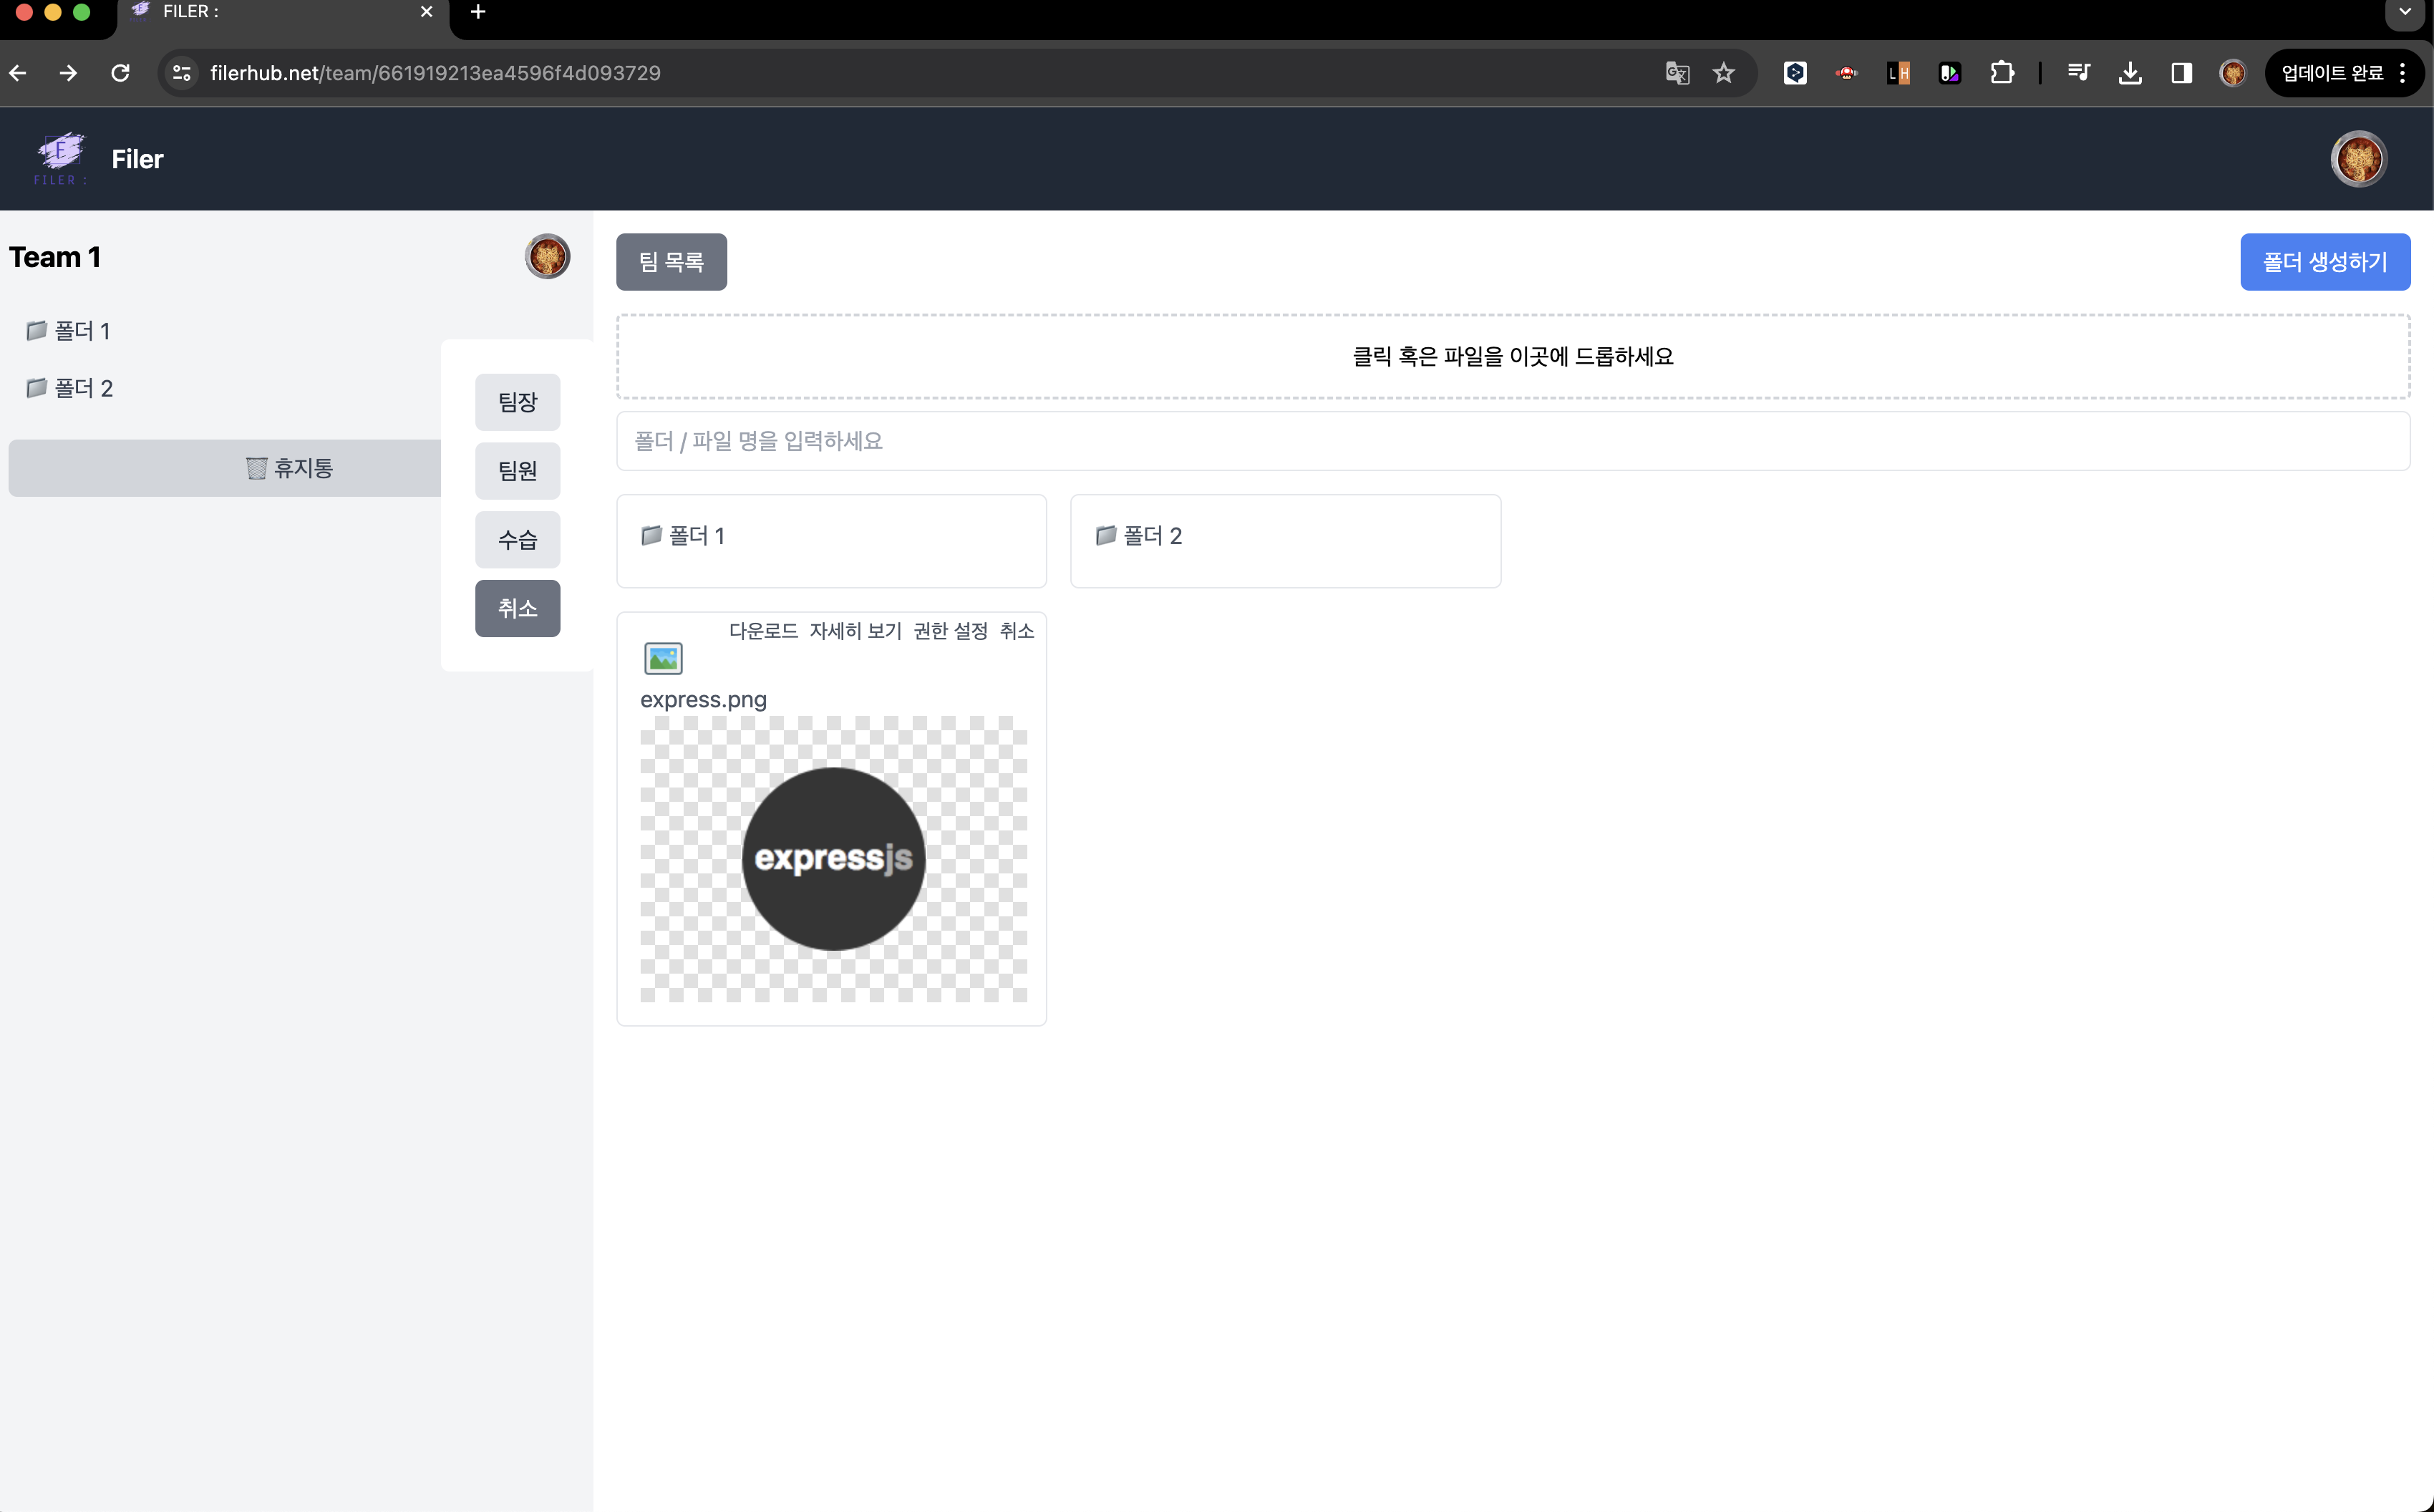 FILER :
filerhub.net/team/661919213ea4596f4d093729
LH
업데이트 완료
F
FILER :
Filer
Team 1
폴더 1
폴더 2
휴지통
팀장
팀원
수습
취소
팀 목록
폴더 생성하기
클릭 혹은 파일을 이곳에 드롭하세요
폴더 / 파일 명을 입력하세요
폴더 1
폴더 2
다운로드 자세히 보기 권한 설정 취소
express.png
expressjs